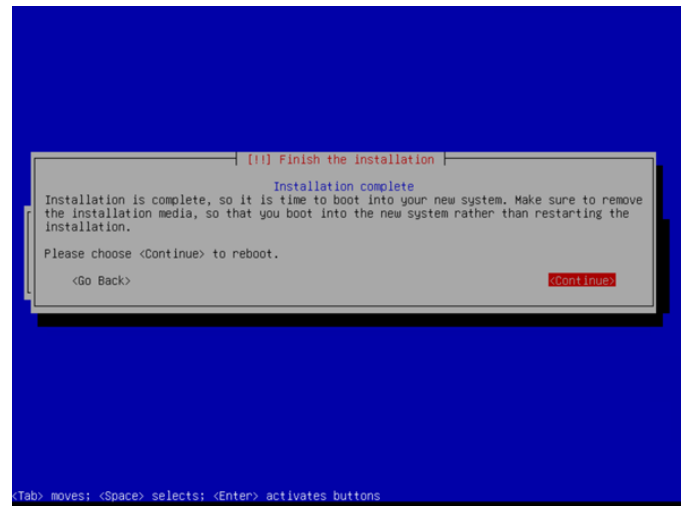 [!!] Finish the installation
Installation complete
Installation is complete, so it is time to boot into your new system. Make sure to remove
the installation media, so that you boot into the new system rather than restarting the
installation.
Please choose <Continue> to reboot.
<Go Back> <Continue>
<Tab> moves; <Space> selects; <Enter> activates buttons